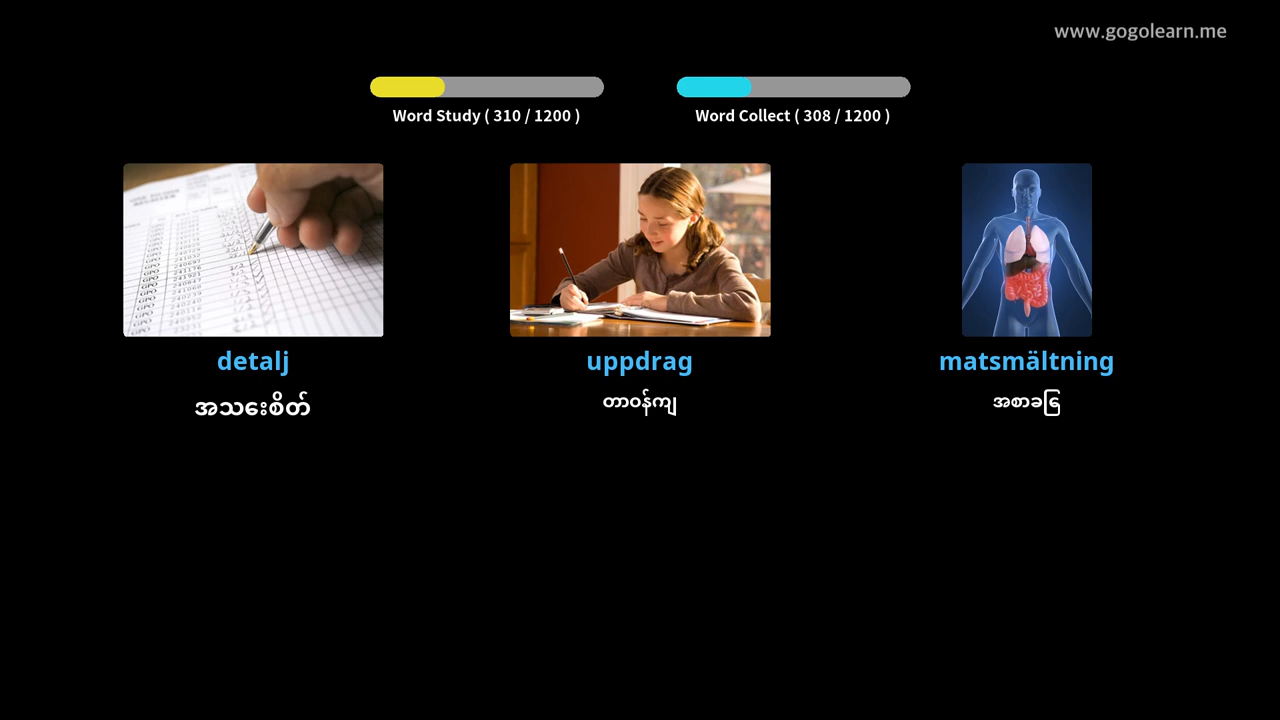 www.gogolearn.me
Word Study ( 310 / 1200 )
Word Collect ( 308 / 1200 )
detalj
uppdrag
matsmältning
အသေးစိတ်
တာဝန်ကျ
အစာခြေ